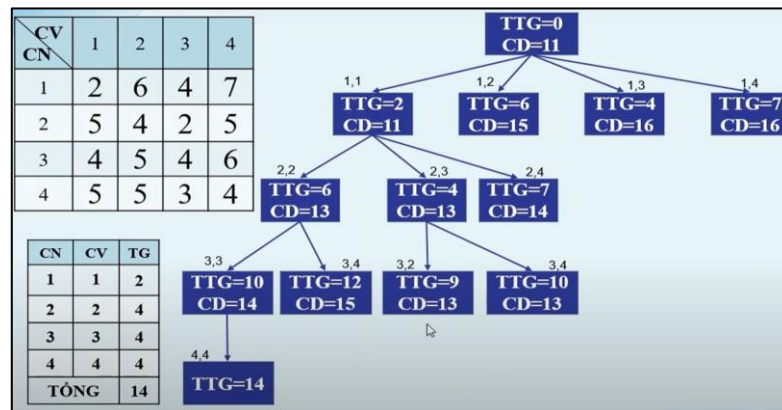 CV 1 2 3 4
CN
1 2 6 4 7
2 5 4 2 5
3 4 5 4 6
4 5 5 3 4
TTG=0
CD=11
1,1 1,2 1,3 1,4
TTG=2 TTG=6 TTG=4 TTG=7
CD=11 CD=15 CD=16 CD=16
2,2 2,3 2,4
TTG=6 TTG=4 TTG=7
CD=13 CD=13 CD=14
3,3 3,4 3,2 3,4
TTG=10 TTG=12 TTG=9 TTG=10
CD=14 CD=15 CD=13 CD=13
4,4
TTG=14
CN CV TG
1 1 2
2 2 4
3 3 4
4 4 4
TỔNG 14